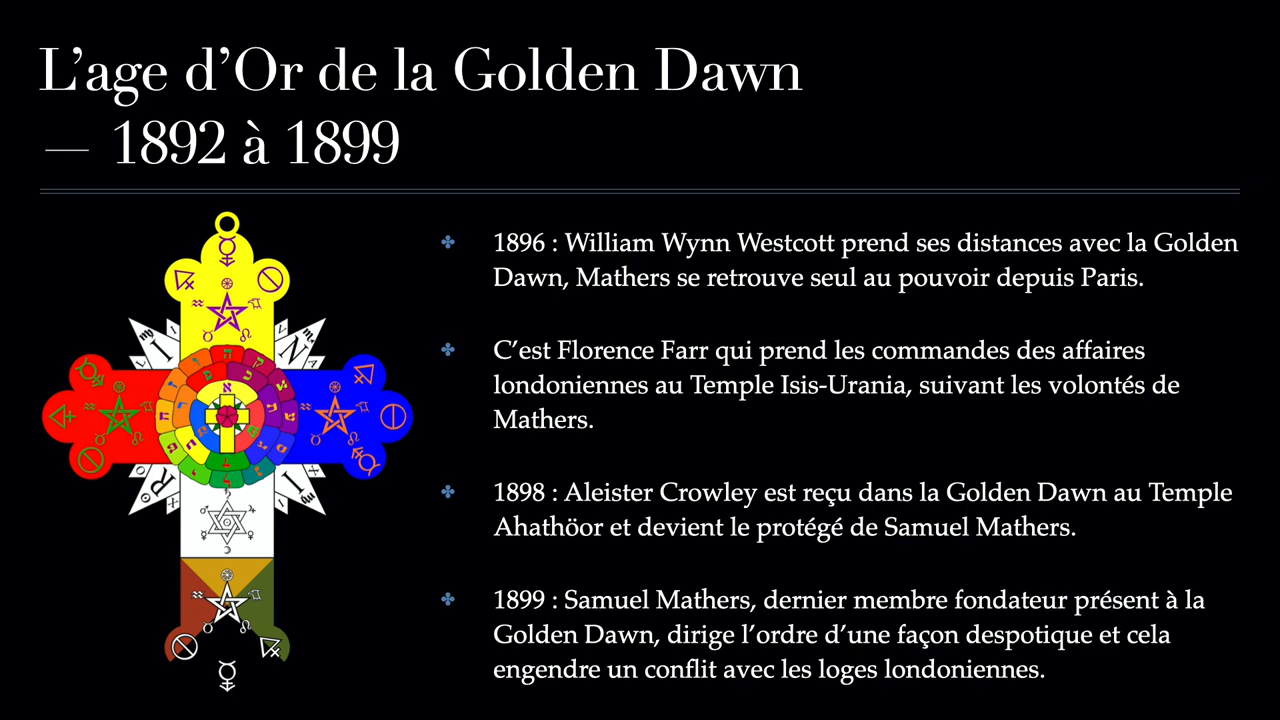 L’age d’Or de la Golden Dawn
— 1892 à 1899
1896 : William Wynn Westcott prend ses distances avec la Golden
Dawn, Mathers se retrouve seul au pouvoir depuis Paris.
C’est Florence Farr qui prend les commandes des affaires
londoniennes au Temple Isis-Urania, suivant les volontés de
Mathers.
1898 : Aleister Crowley est reçu dans la Golden Dawn au Temple
Ahathöor et devient le protégé de Samuel Mathers.
1899 : Samuel Mathers, dernier membre fondateur présent à la
Golden Dawn, dirige l’ordre d’une façon despotique et cela
engendre un conflit avec les loges londoniennes.
I N
R I